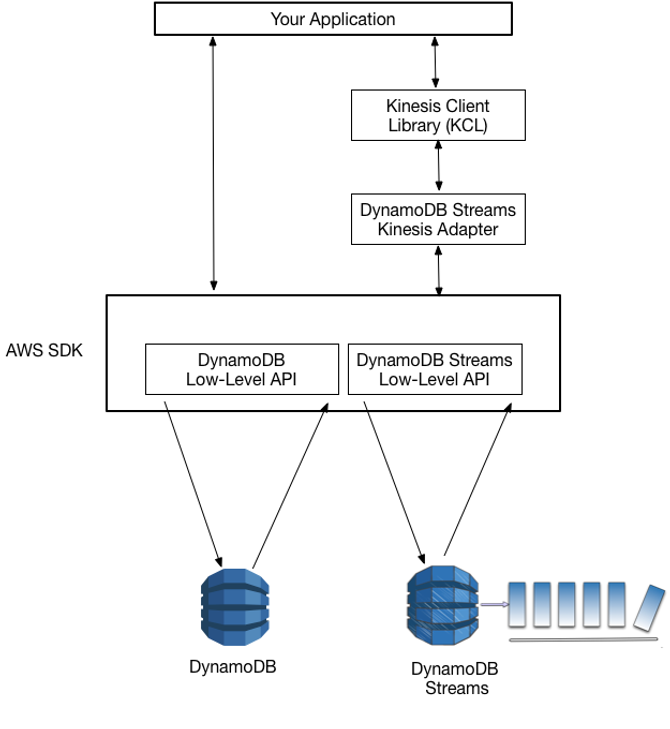 Your Application
Kinesis Client
Library (KCL)
DynamoDB Streams
Kinesis Adapter
AWS SDK
DynamoDB
Low-Level API
DynamoDB Streams
Low-Level API
DynamoDB
DynamoDB
Streams